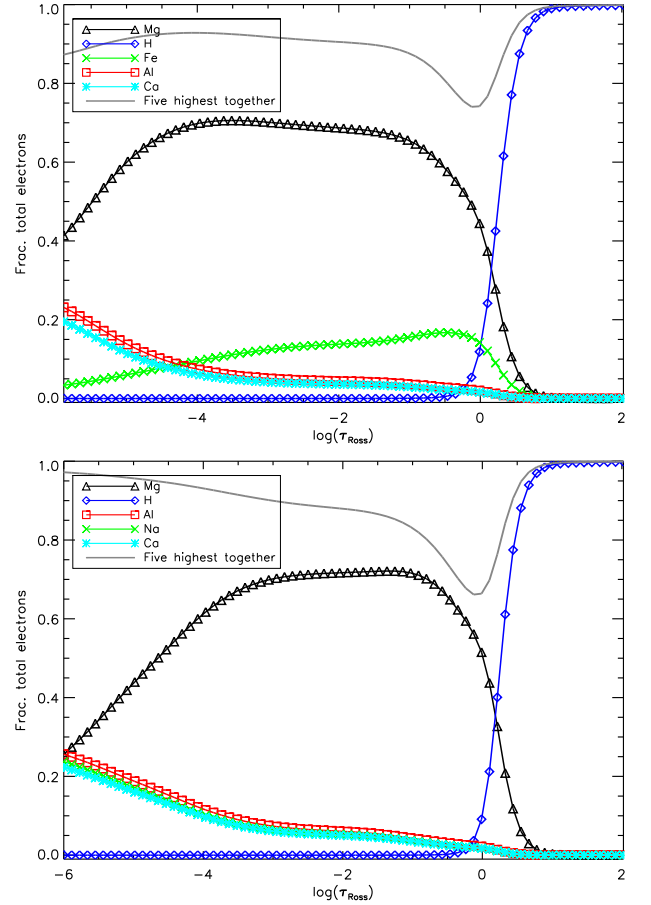 1.0
0.8
0.6
0.4
0.2
0.0
Frac. total electrons
Mg
H
Fe
Al
Ca
Five highest together
-4
-2
0
2
log(τRoss)
1.0
0.8
0.6
0.4
0.2
0.0
Frac. total electrons
Mg
H
Al
Na
Ca
Five highest together
-6
-4
-2
0
2
log(τRoss)